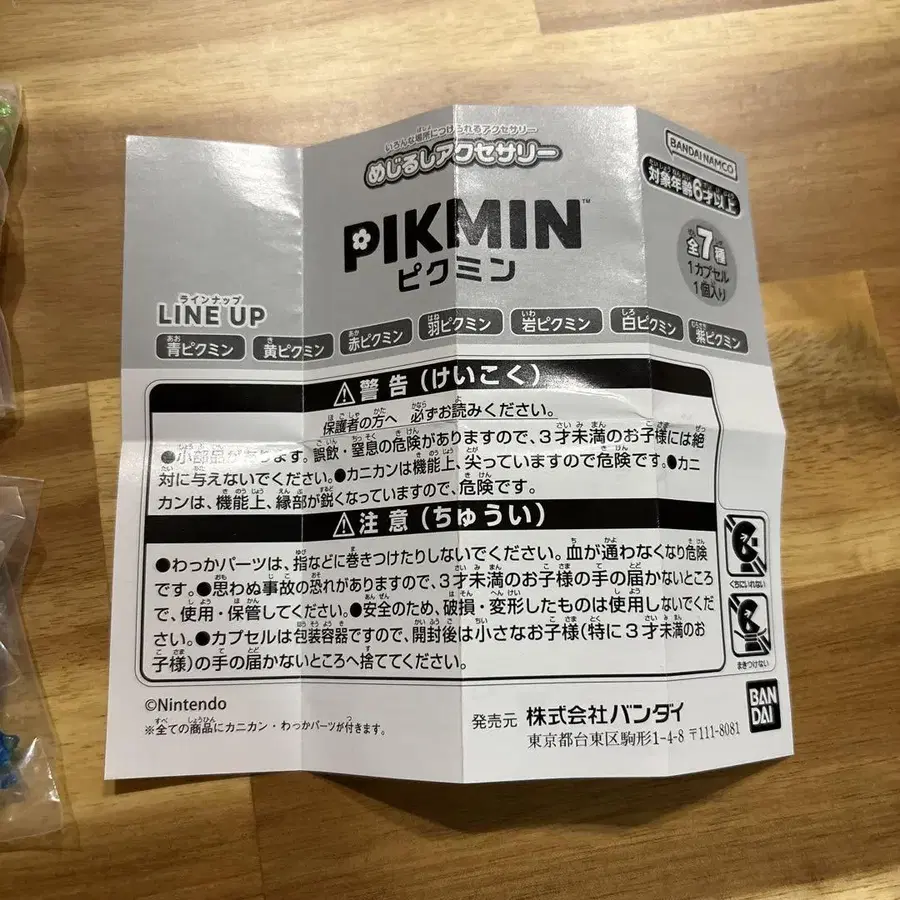 いろんな場所につけられるアクセサリー
めじるしアクセサリー
BANDAI NAMCO
対象年齢6才以上
PIKMIN™
ピクミン
全7種
1カプセル
1個入り
ラインナップ
LINE UP
青ピクミン 黄ピクミン 赤ピクミン 羽ピクミン 岩ピクミン 白ピクミン 紫ピクミン
⚠警告(けいこく)
保護者の方へ 必ずお読みください。
●小部品があります。誤飲・窒息の危険がありますので、3才未満のお子様には絶
対に与えないでください。●カニカンは機能上、尖っていますので危険です。●カニ
カンは、機能上、縁部が鋭くなっていますので、危険です。
⚠注意(ちゅうい)
●わっかパーツは、指などに巻きつけたりしないでください。血が通わなくなり危険
です。●思わぬ事故の恐れがありますので、3才未満のお子様の手の届かないところ
で、使用・保管してください。●安全のため、破損・変形したものは使用しないでくだ
さい。●カプセルは包装容器ですので、開封後は小さなお子様(特に3才未満のお
子様)の手の届かないところへ捨ててください。
くちにいれない
まきつけない
©Nintendo
※全ての商品にカニカン・わっかパーツが付きます。
発売元 株式会社バンダイ
東京都台東区駒形1-4-8 〒111-8081
BAN
DAI